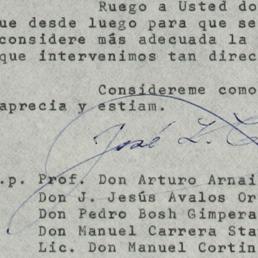 Ruego a Usted do
ue desde luego para que se
considere más adecuada la
que intervenimos tan direc
Considereme como
aprecia y estiam.
José L.
.p. Prof. Don Arturo Arnai
Don J. Jesús Avalos Or
Don Pedro Bosh Gimpera
Don Manuel Carrera Sta
Lic. Don Manuel Cortin